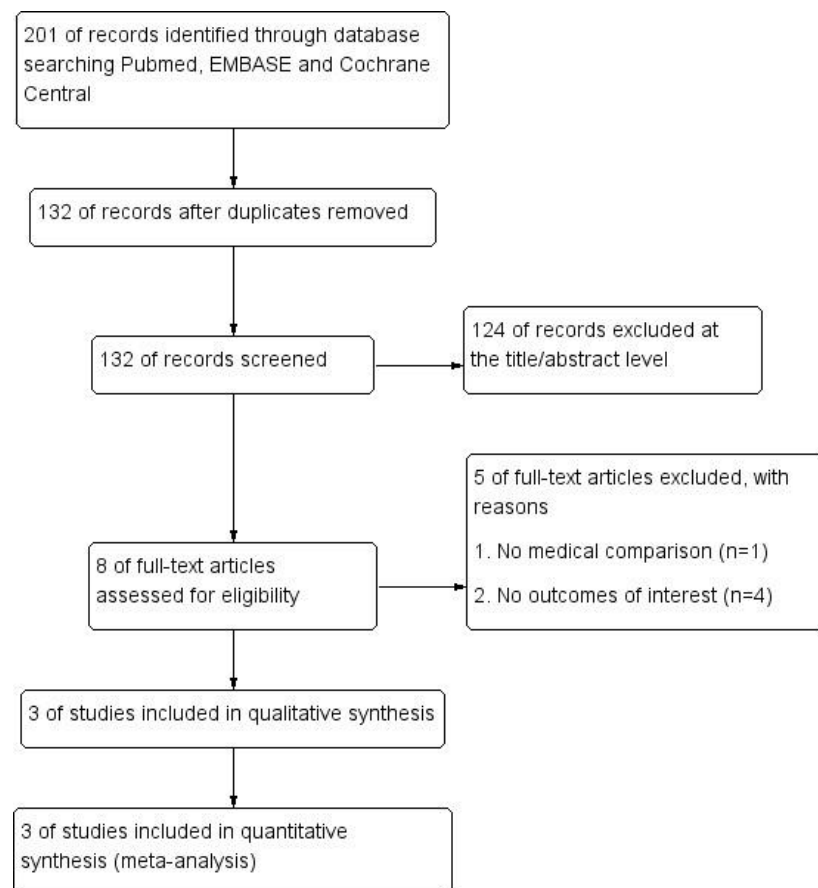 201 of records identified through database
searching Pubmed, EMBASE and Cochrane
Central
132 of records after duplicates removed
132 of records screened
124 of records excluded at
the title/abstract level
5 of full-text articles excluded, with
reasons
1. No medical comparison (n=1)
2. No outcomes of interest (n=4)
8 of full-text articles
assessed for eligibility
3 of studies included in qualitative synthesis
3 of studies included in quantitative
synthesis (meta-analysis)